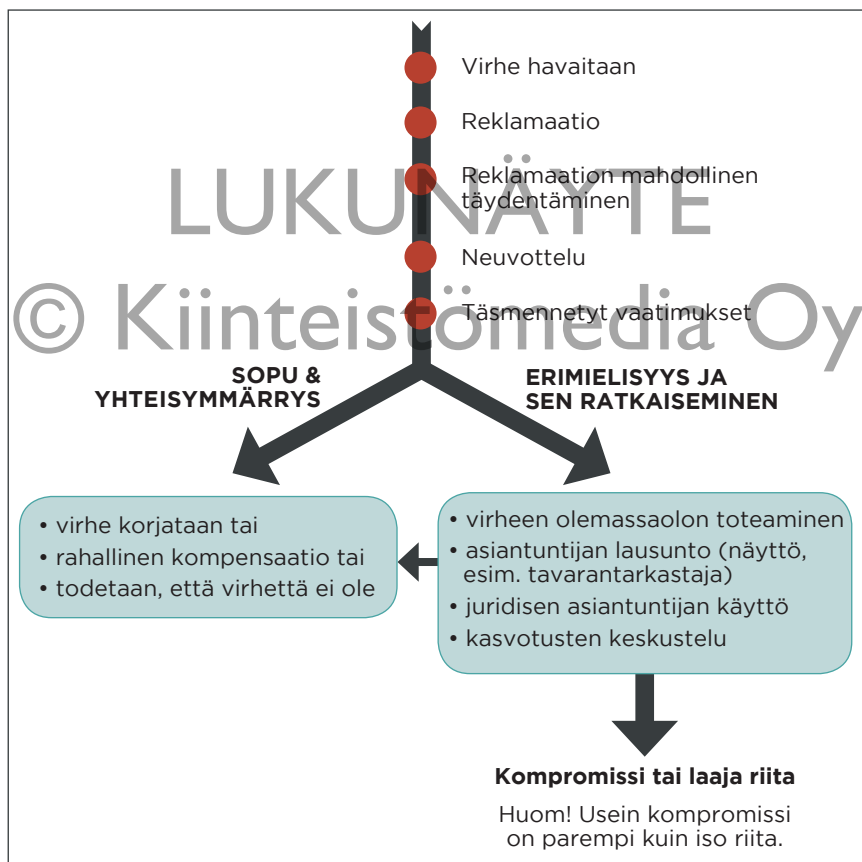 Virhe havaitaan
Reklamaatio
Reklamaation mahdollinen
täydentäminen
LUKUNÄYTE
Neuvottelu
© Kiinteistömedia Oy
Täsmennetyt vaatimukset
SOPU &
YHTEISYMMÄRRYS
ERIMIELISYYS JA
SEN RATKAISEMINEN
• virhe korjataan tai
• rahallinen kompensaatio tai
• todetaan, että virhettä ei ole
• virheen olemassaolon toteaminen
• asiantuntijan lausunto (näyttö,
esim. tavarantarkastaja)
• juridisen asiantuntijan käyttö
• kasvotusten keskustelu
Kompromissi tai laaja riita
Huom! Usein kompromissi
on parempi kuin iso riita.